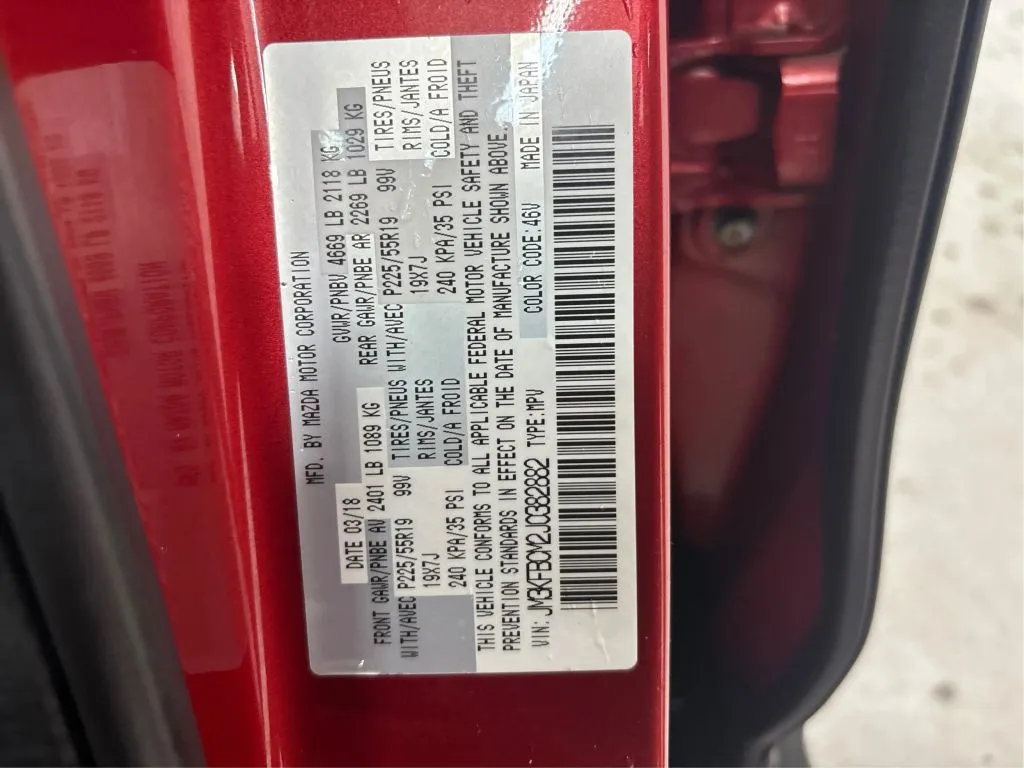 MFD. BY MAZDA MOTOR CORPORATION
DATE 03/18 GVWR/PNBV 4669 LB 2118 KG
FRONT GAWR/PNBE AV 2401 LB 1089 KG REAR GAWR/PNBE AR 2269 LB 1029 KG
WITH/AVEC P225/55R19 99V TIRES/PNEUS WITH/AVEC P225/55R19 99V TIRES/PNEUS
19X7J RIMS/JANTES 19X7J RIMS/JANTES
240 KPA/35 PSI COLD/A FROID 240 KPA/35 PSI COLD/A FROID
THIS VEHICLE CONFORMS TO ALL APPLICABLE FEDERAL MOTOR VEHICLE SAFETY AND THEFT
PREVENTION STANDARDS IN EFFECT ON THE DATE OF MANUFACTURE SHOWN ABOVE.
VIN: JM3KFBCM2J0382882 TYPE:MPV COLOR CODE:46V MADE IN JAPAN